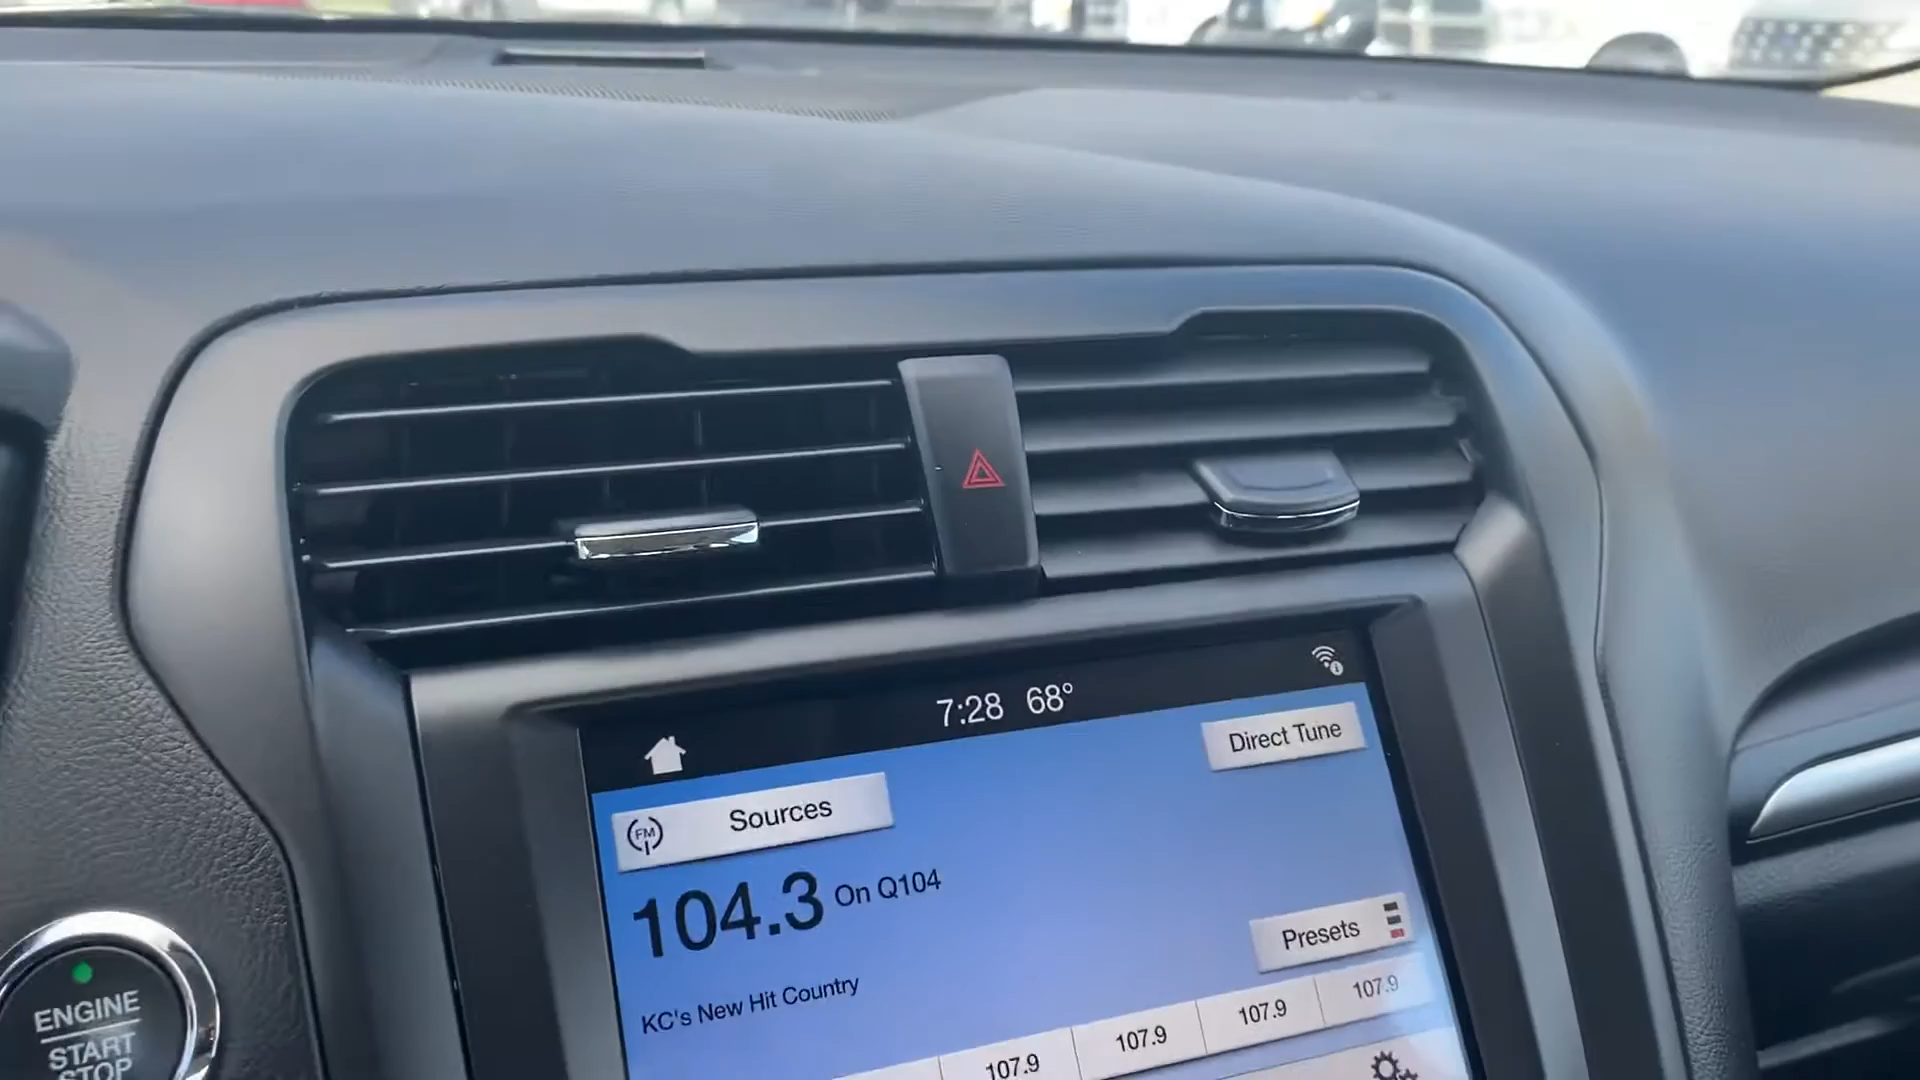 7:28 68°
Direct Tune
FM
Sources
104.3 On Q104
Presets
KC's New Hit Country
107.9 107.9 107.9 107.9
ENGINE
START
STOP